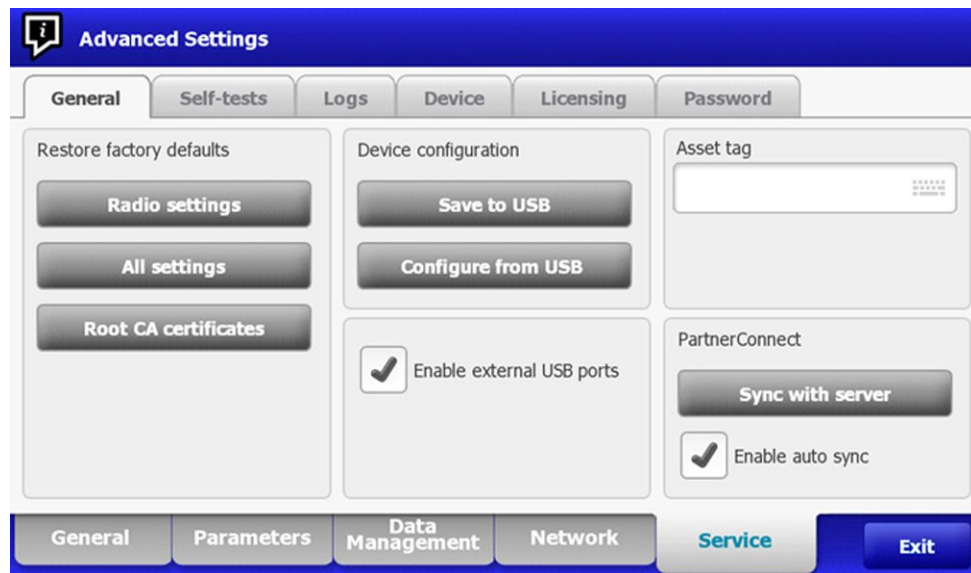 i
Advanced Settings
General
Self-tests
Logs
Device
Licensing
Password
Restore factory defaults
Radio settings
All settings
Root CA certificates
Device configuration
Save to USB
Configure from USB
Enable external USB ports
Asset tag
PartnerConnect
Sync with server
Enable auto sync
General
Parameters
Data
Management
Network
Service
Exit